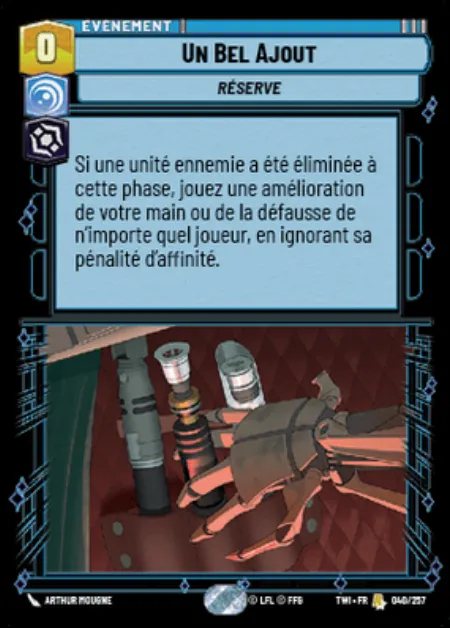 ÉVÉNEMENT
0
Un Bel Ajout
RÉSERVE
Si une unité ennemie a été éliminée à
cette phase, jouez une amélioration
de votre main ou de la défausse de
n'importe quel joueur, en ignorant sa
pénalité d'affinité.
ARTHUR MOUGNE
© LFL © FFG
TWI • FR
040/257